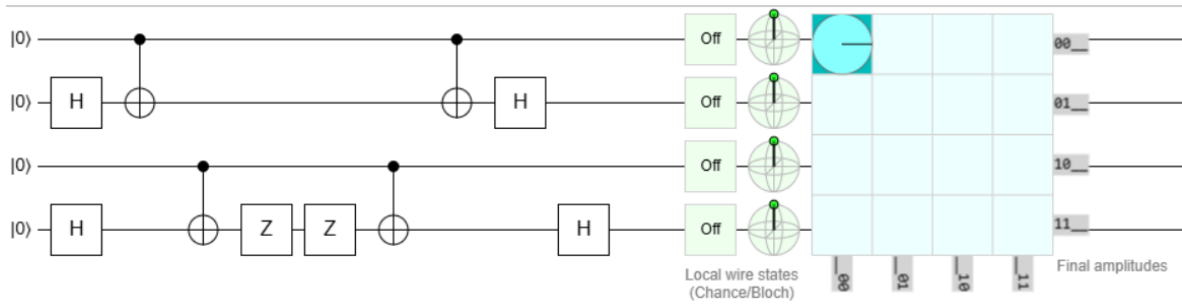 |0⟩ Off 00__
|0⟩ H H Off 01__
|0⟩ Off 10__
|0⟩ H Z Z H Off 11__
__00 __01 __10 __11
Local wire states
(Chance/Bloch)
Final amplitudes